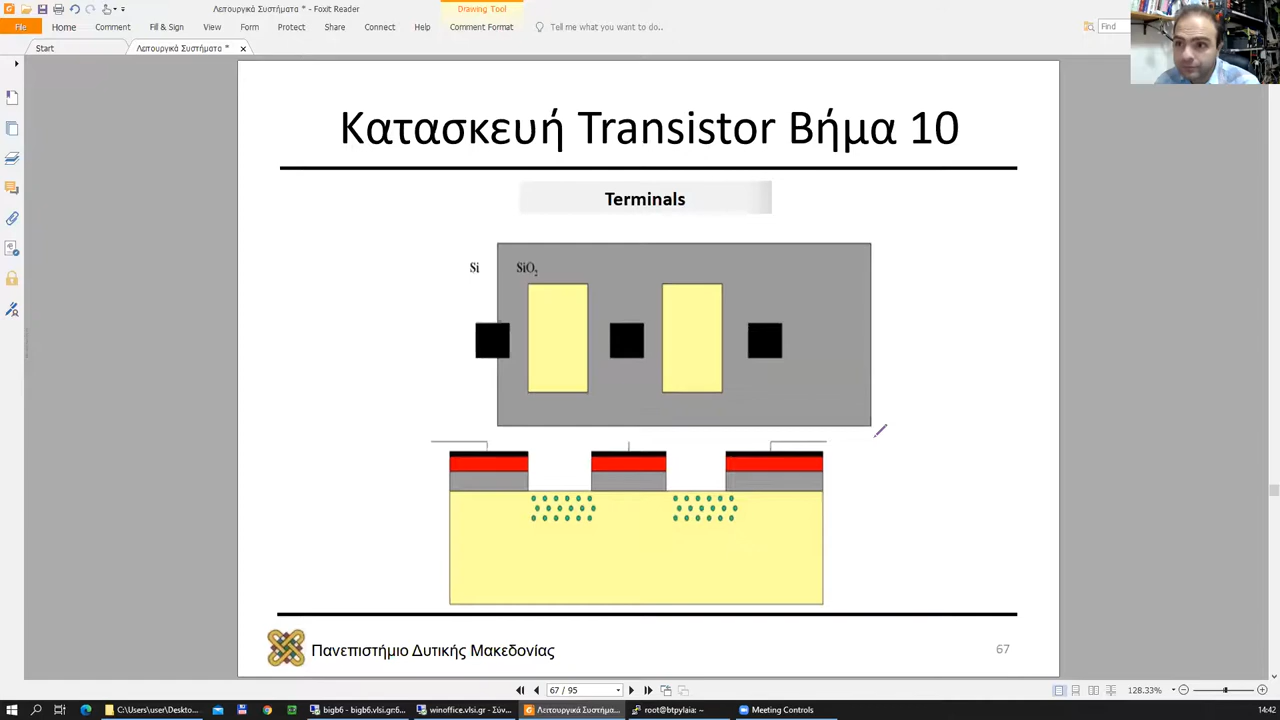 Λειτουργικά Συστήματα * - Foxit Reader
Drawing Tool
File Home Comment Fill & Sign View Form Protect Share Connect Help Comment Format Tell me what you want to do.. Find
Start Λειτουργικά Συστήματα *
Κατασκευή Transistor Βήμα 10
Terminals
Si SiO2
Πανεπιστήμιο Δυτικής Μακεδονίας
67
67 / 95
128.33%
C:\Users\user\Deskto... bigb6 - bigb6.vlsi.gr:6... winoffice.vlsi.gr - Σύν... Λειτουργικά Συστήμα... root@btpylaia: ~ Meeting Controls 14:42